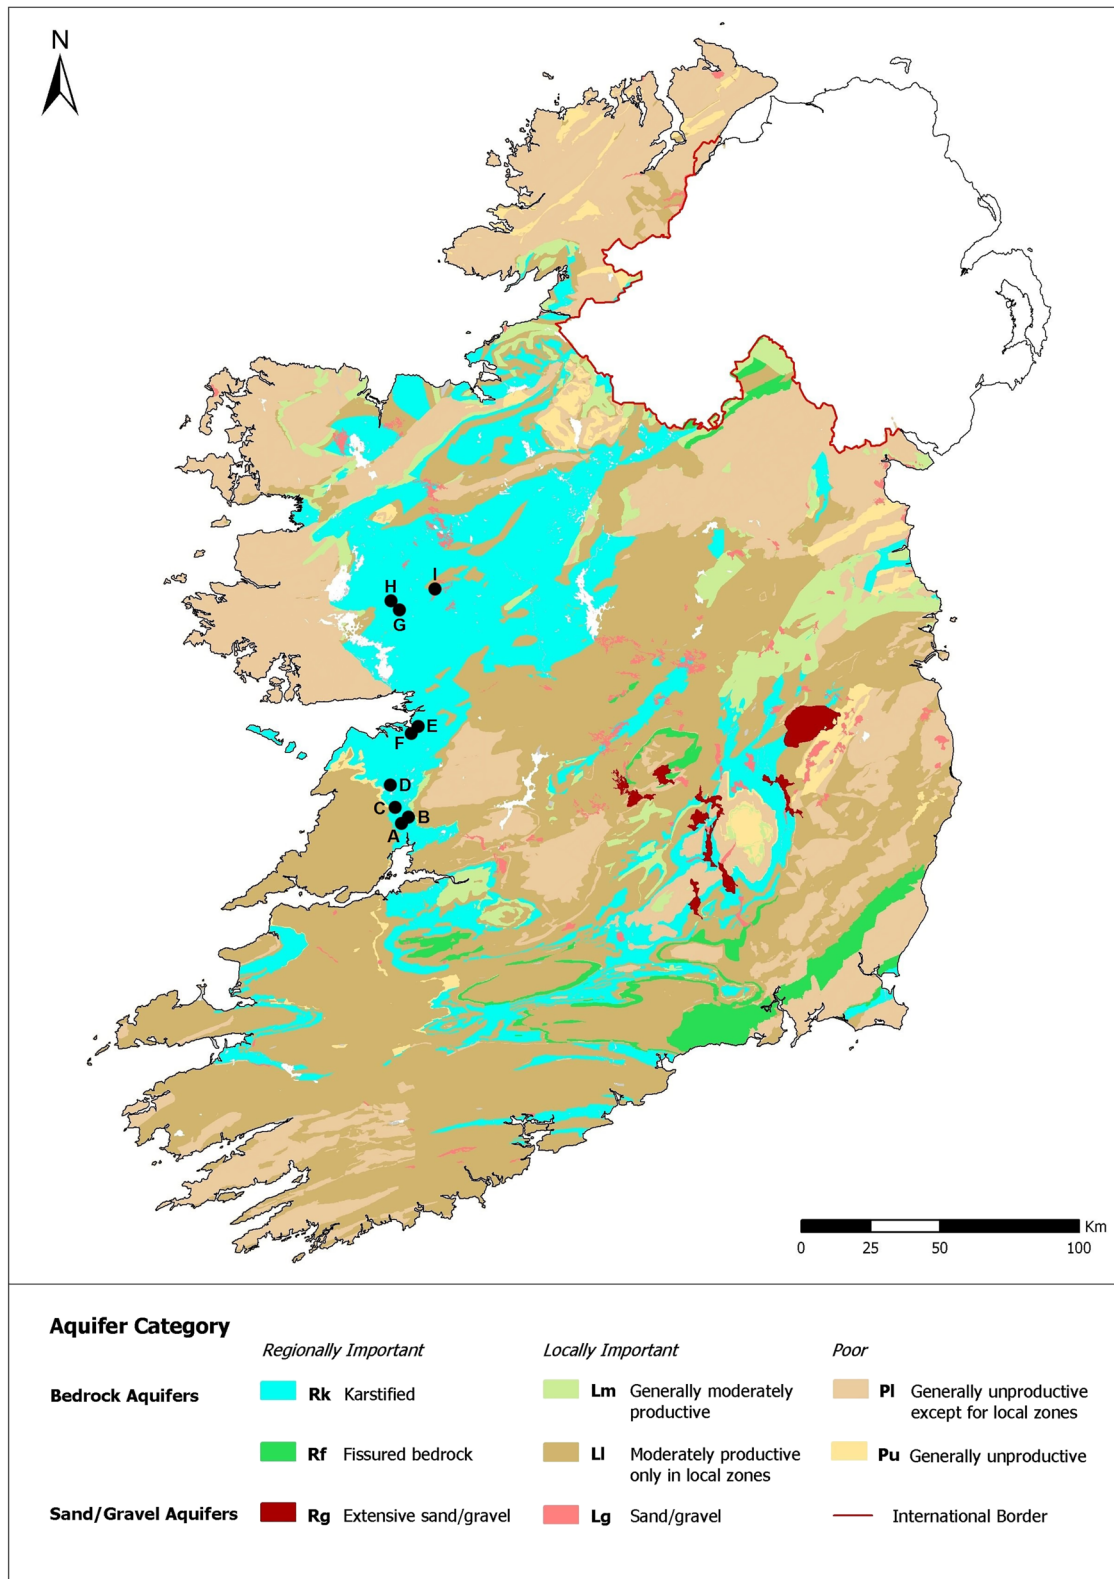 N
H
I
G
E
F
D
C
B
A
Km
0 25 50 100
Aquifer Category
Regionally Important Locally Important Poor
Bedrock Aquifers Rk Karstified Lm Generally moderately productive Pl Generally unproductive except for local zones
Rf Fissured bedrock Ll Moderately productive only in local zones Pu Generally unproductive
Sand/Gravel Aquifers Rg Extensive sand/gravel Lg Sand/gravel International Border